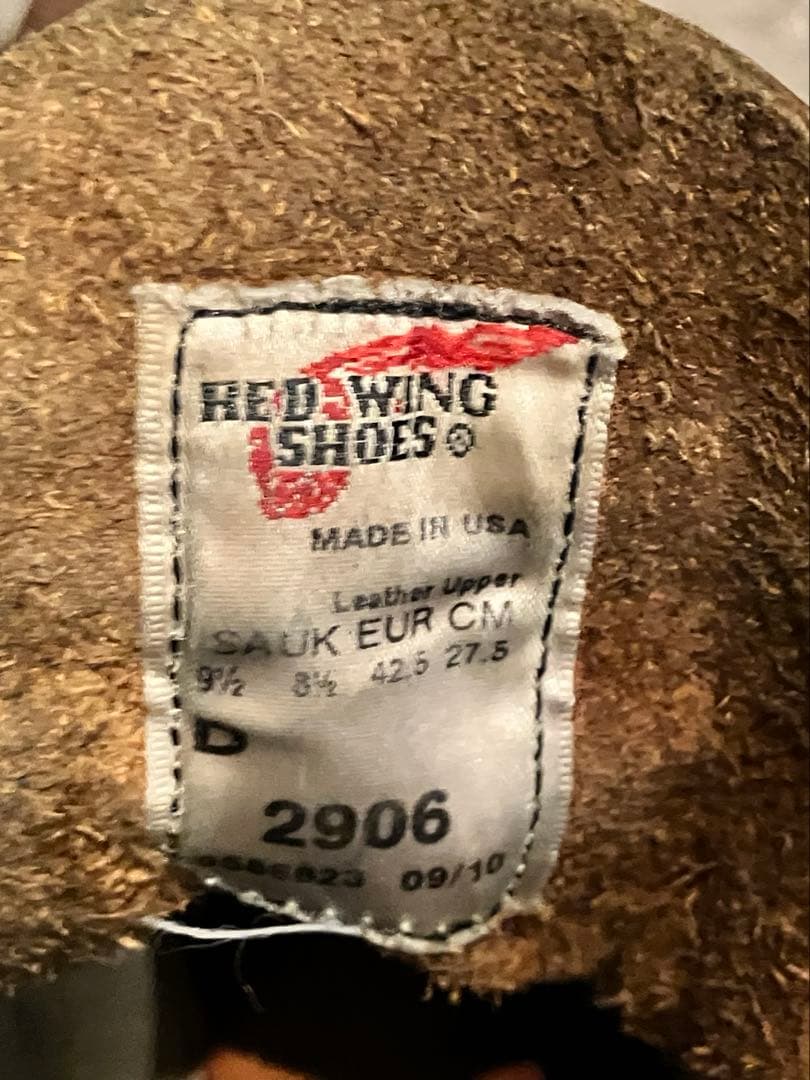 RED WING
SHOES ®
MADE IN USA
Leather Upper
SA UK EUR CM
9½ 8½ 42.5 27.5
D
2906
09/10